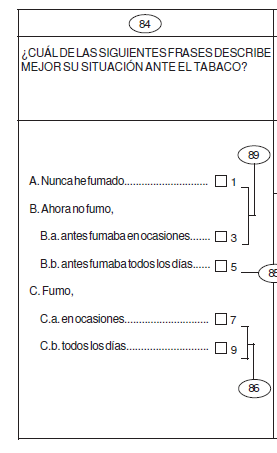 84
¿CUÁL DE LAS SIGUIENTES FRASES DESCRIBE
MEJOR SU SITUACIÓN ANTE EL TABACO?
89
A. Nunca he fumado............................. 1
B. Ahora no fumo,
B.a. antes fumaba en ocasiones....... 3
B.b. antes fumaba todos los días...... 5
C. Fumo,
C.a. en ocasiones............................. 7
C.b. todos los días............................. 9
86